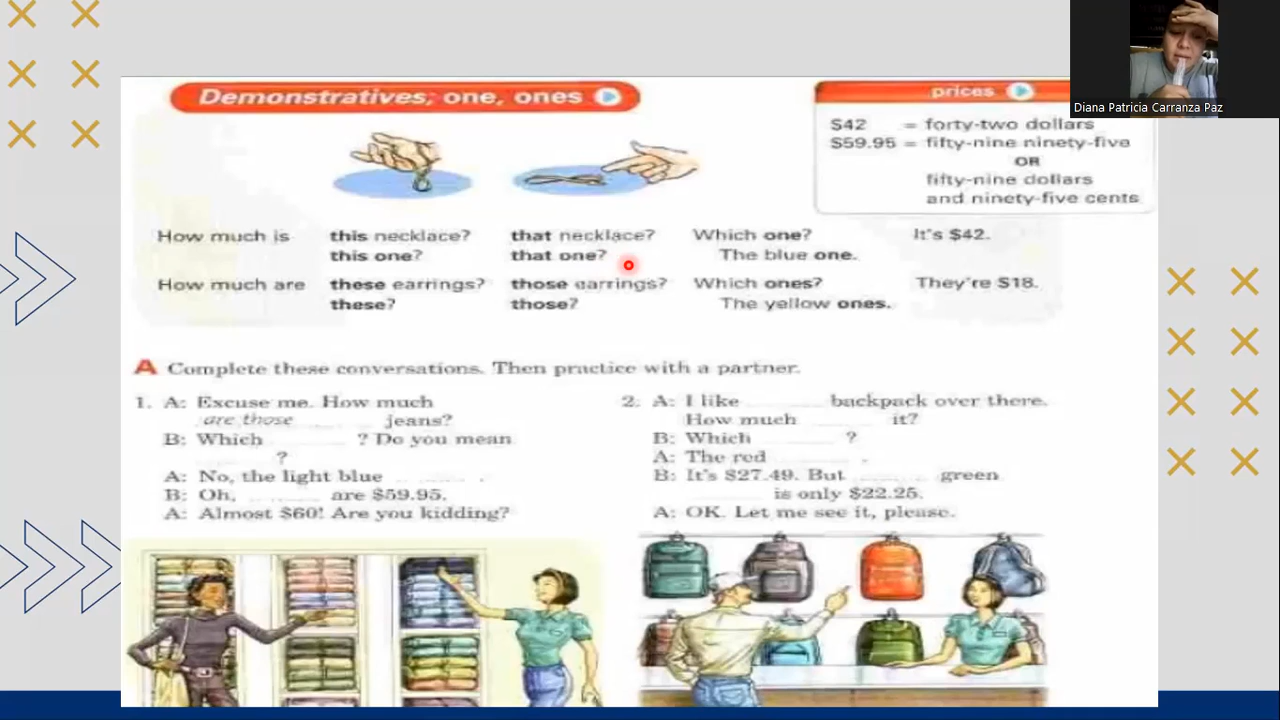 Demonstratives; one, ones
prices
$42 = forty-two dollars
$59.95 = fifty-nine ninety-five
OR
fifty-nine dollars
and ninety-five cents
Diana Patricia Carranza Paz
How much is this necklace? that necklace? Which one? It's $42.
this one? that one? The blue one.
How much are these earrings? those earrings? Which ones? They're $18.
these? those? The yellow ones.
A Complete these conversations. Then practice with a partner.
1. A: Excuse me. How much
are those jeans?
B: Which ? Do you mean
?
A: No, the light blue .
B: Oh, are $59.95.
A: Almost $60! Are you kidding?
2. A: I like backpack over there.
How much it?
B: Which ?
A: The red .
B: It's $27.49. But green
is only $22.25.
A: OK. Let me see it, please.